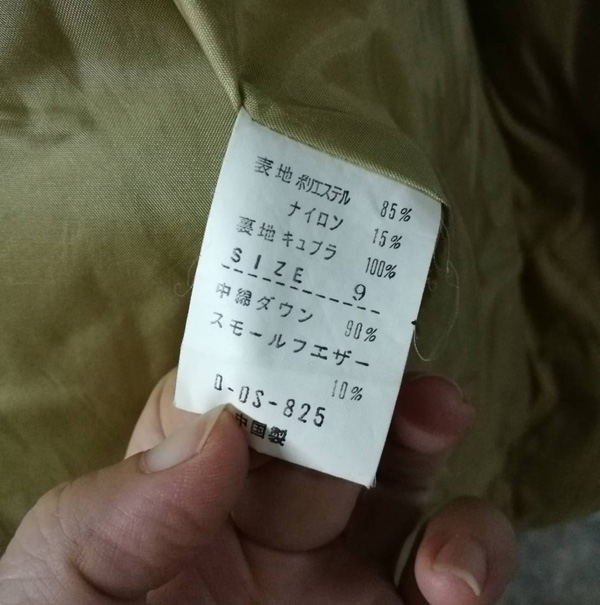 表地 ポリエステル 85%
ナイロン 15%
裏地 キュプラ 100%
SIZE 9
中綿ダウン 90%
スモールフエザー
10%
D-DS-825
中国製